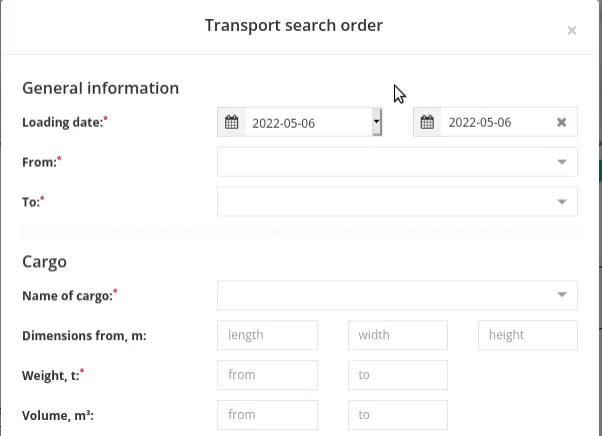 Transport search order ×
General information
Loading date:* 2022-05-06 2022-05-06 ×
From:*
To:*
Cargo
Name of cargo:*
Dimensions from, m: length width height
Weight, t:* from to
Volume, m³: from to